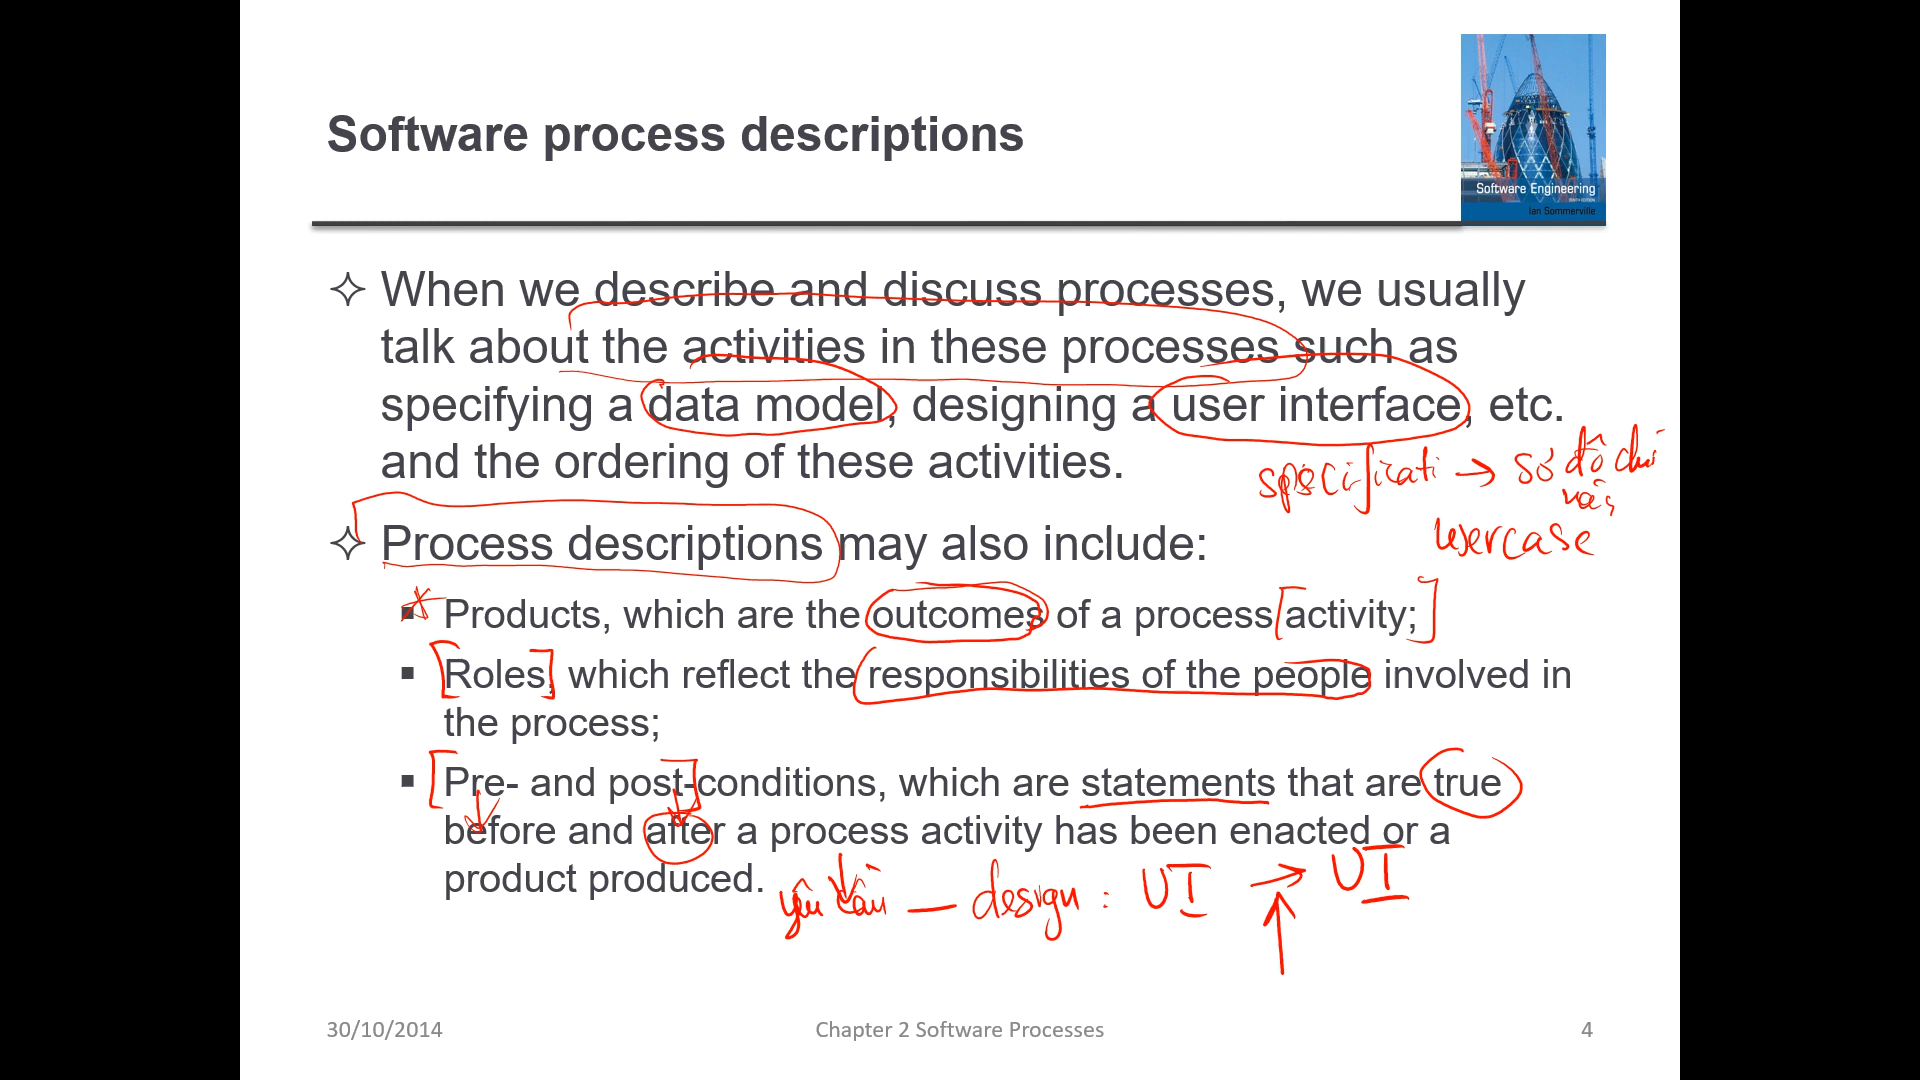 Software process descriptions
Software Engineering
Ian Sommerville
When we describe and discuss processes, we usually
talk about the activities in these processes such as
specifying a data model, designing a user interface, etc.
and the ordering of these activities.
specificati → sơ đồ chức
usercase
Process descriptions may also include:
Products, which are the outcomes of a process activity;
Roles, which reflect the responsibilities of the people involved in
the process;
Pre- and post-conditions, which are statements that are true
before and after a process activity has been enacted or a
product produced.
yêu cầu — design : UI → UI
30/10/2014
Chapter 2 Software Processes
4